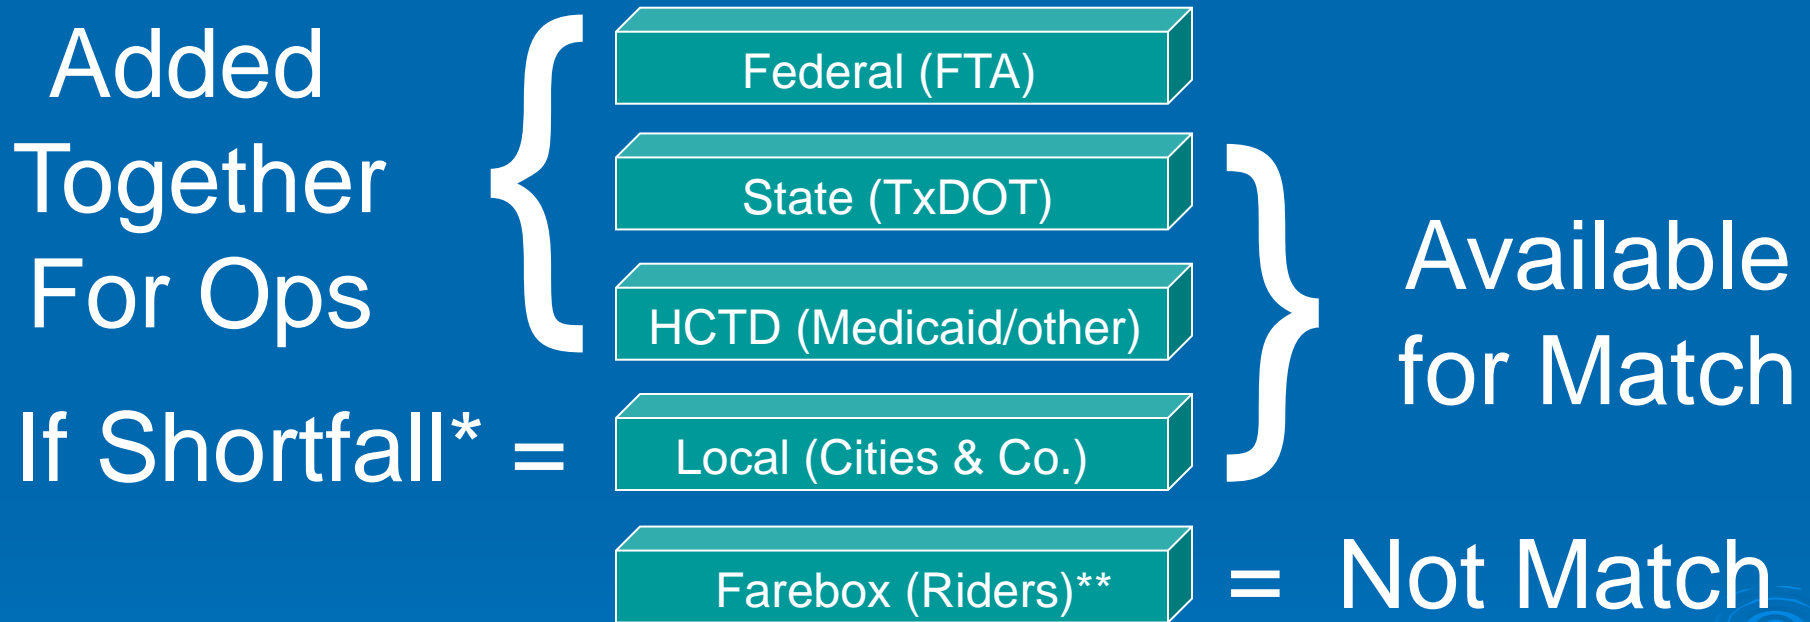 Added
Together
For Ops
Federal (FTA)
State (TxDOT)
HCTD (Medicaid/other)
Available
for Match
If Shortfall* =
Local (Cities & Co.)
Farebox (Riders)**
= Not Match